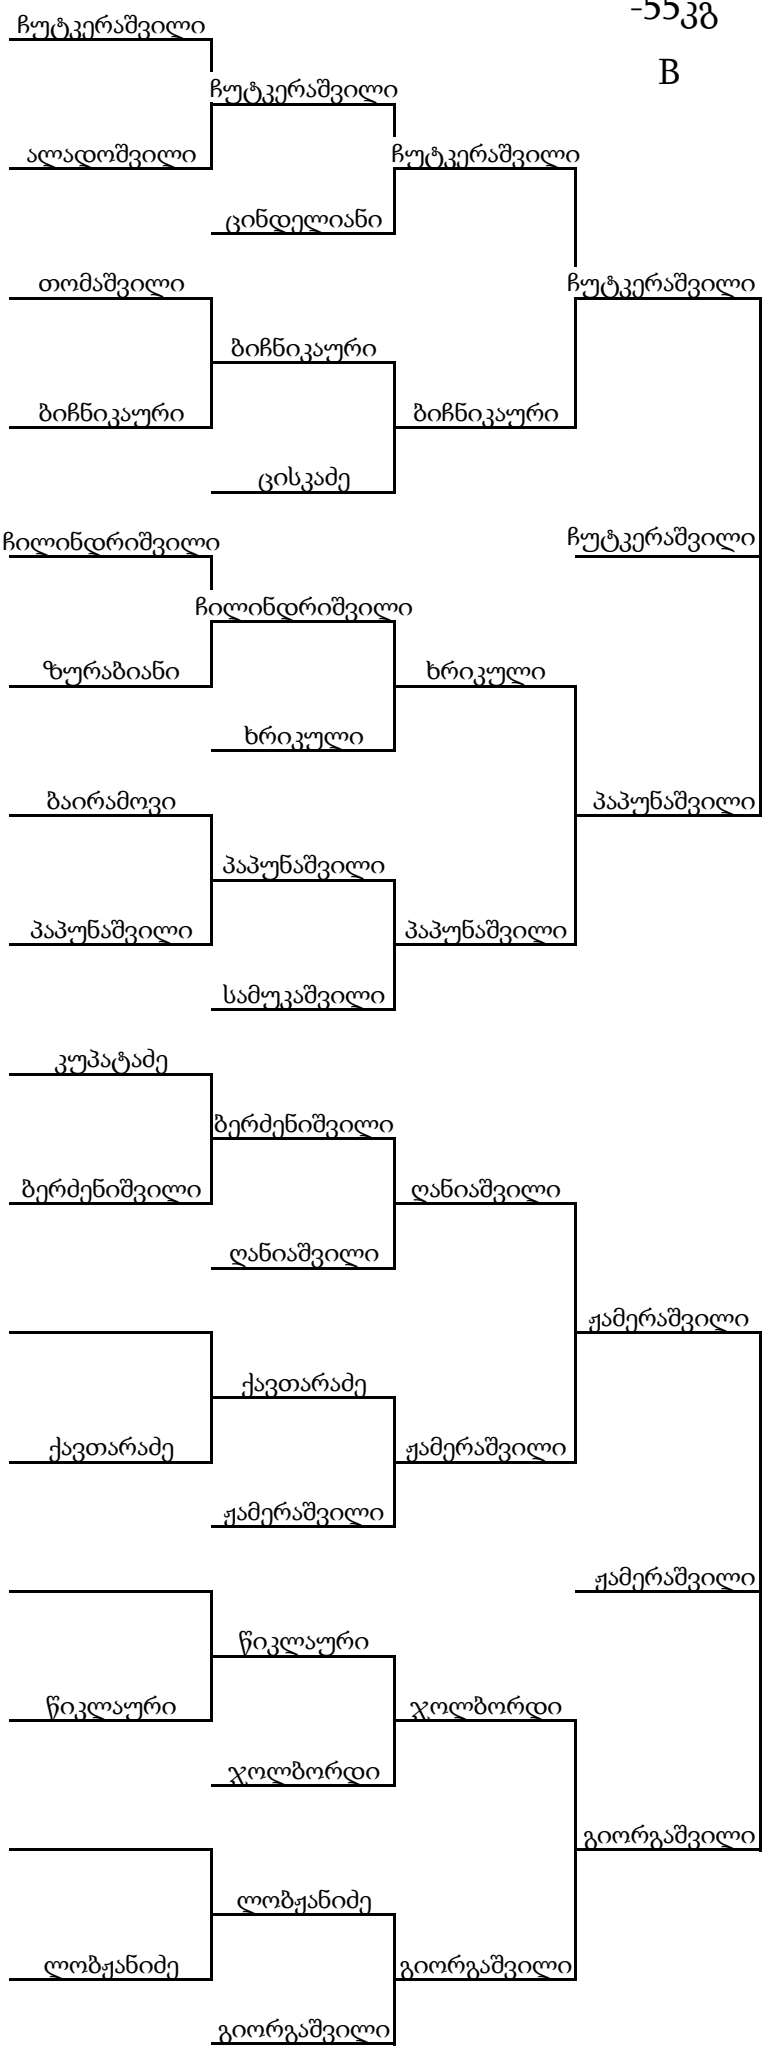 -55კგ
ჩუტკერაშვილი
B
ჩუტკერაშვილი
ალადოშვილი
ჩუტკერაშვილი
ცინდელიანი
თომაშვილი
ჩუტკერაშვილი
ბიჩნიკაური
ბიჩნიკაური
ბიჩნიკაური
ცისკაძე
ჩილინდრიშვილი
ჩუტკერაშვილი
ჩილინდრიშვილი
ზურაბიანი
ხრიკული
ხრიკული
ბაირამოვი
პაპუნაშვილი
პაპუნაშვილი
პაპუნაშვილი
პაპუნაშვილი
სამუკაშვილი
კუპატაძე
ბერძენიშვილი
ბერძენიშვილი
ღანიაშვილი
ღანიაშვილი
ჟამერაშვილი
ქავთარაძე
ქავთარაძე
ჟამერაშვილი
ჟამერაშვილი
ჟამერაშვილი
წიკლაური
წიკლაური
ჯოლბორდი
ჯოლბორდი
გიორგაშვილი
ლობჟანიძე
ლობჟანიძე
გიორგაშვილი
გიორგაშვილი